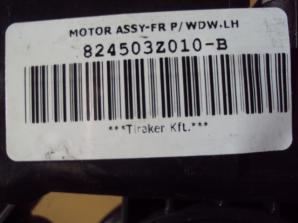 MOTOR ASSY-FR P/WDW.LH
824503Z010-B
***Tiraker Kft.***